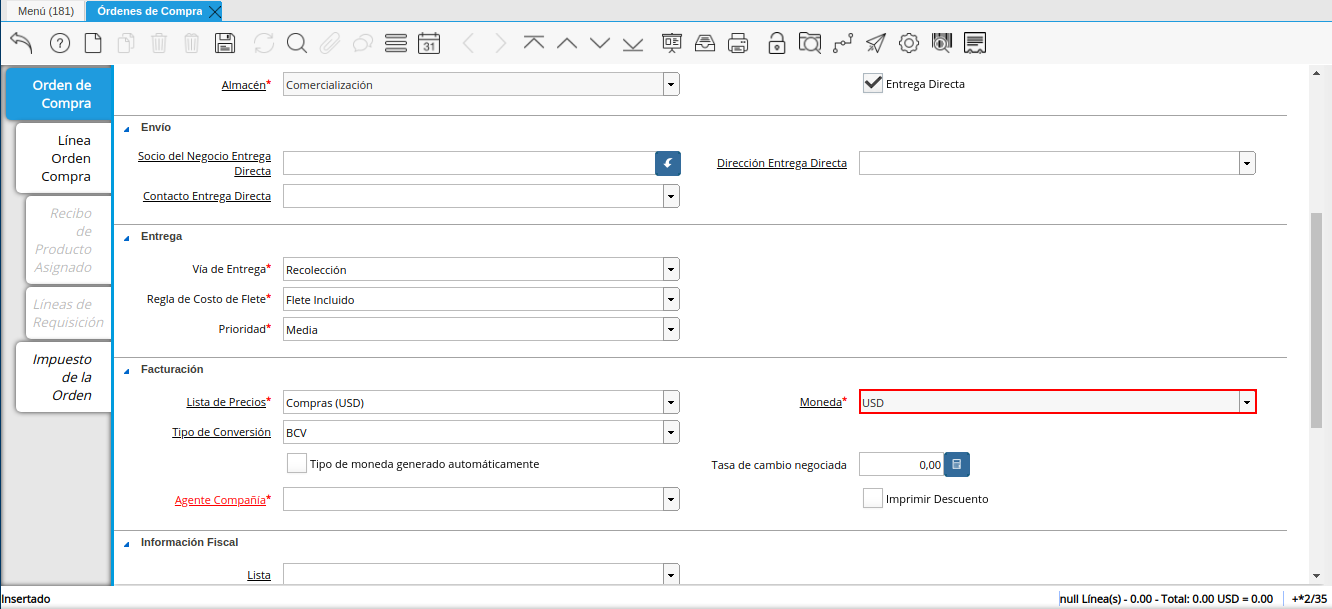 Menú (181)
Órdenes de Compra
31
Orden de
Compra
Línea
Orden
Compra
Recibo
de
Producto
Asignado
Líneas de
Requisición
Impuesto
de la
Orden
Almacén* Comercialización
Entrega Directa
Envío
Socio del Negocio Entrega
Directa
Dirección Entrega Directa
Contacto Entrega Directa
Entrega
Vía de Entrega* Recolección
Regla de Costo de Flete* Flete Incluido
Prioridad* Media
Facturación
Lista de Precios* Compras (USD)
Moneda* USD
Tipo de Conversión BCV
Tipo de moneda generado automáticamente
Tasa de cambio negociada 0,00
Agente Compañía*
Imprimir Descuento
Información Fiscal
Lista
Insertado
null Línea(s) - 0.00 - Total: 0.00 USD = 0.00
+*2/35